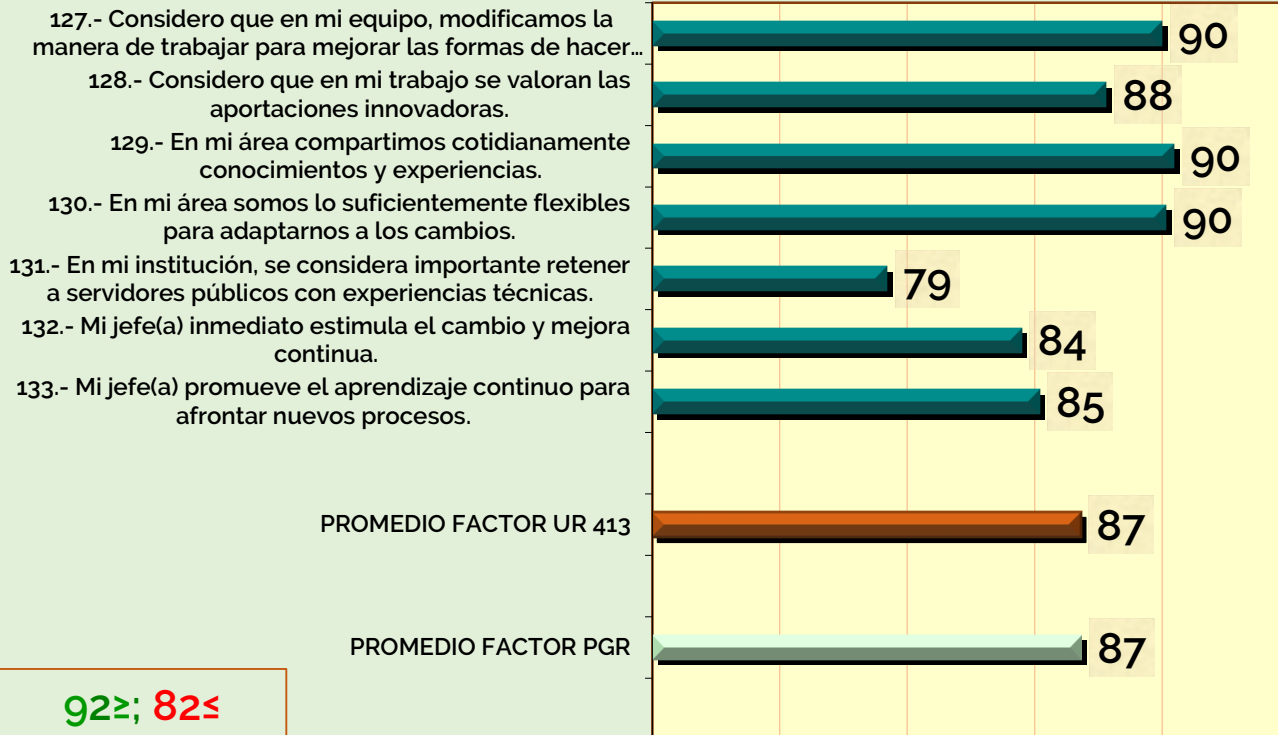 127.- Considero que en mi equipo, modificamos la
manera de trabajar para mejorar las formas de hacer...
90
128.- Considero que en mi trabajo se valoran las
aportaciones innovadoras.
88
129.- En mi área compartimos cotidianamente
conocimientos y experiencias.
90
130.- En mi área somos lo suficientemente flexibles
para adaptarnos a los cambios.
90
131.- En mi institución, se considera importante retener
a servidores públicos con experiencias técnicas.
79
132.- Mi jefe(a) inmediato estimula el cambio y mejora
continua.
84
133.- Mi jefe(a) promueve el aprendizaje continuo para
afrontar nuevos procesos.
85
PROMEDIO FACTOR UR 413
87
PROMEDIO FACTOR PGR
87
92≥; 82≤